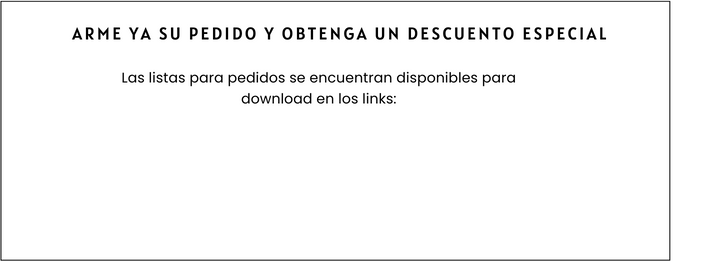 ARME YA SU PEDIDO Y OBTENGA UN DESCUENTO ESPECIAL
Las listas para pedidos se encuentran disponibles para
download en los links: